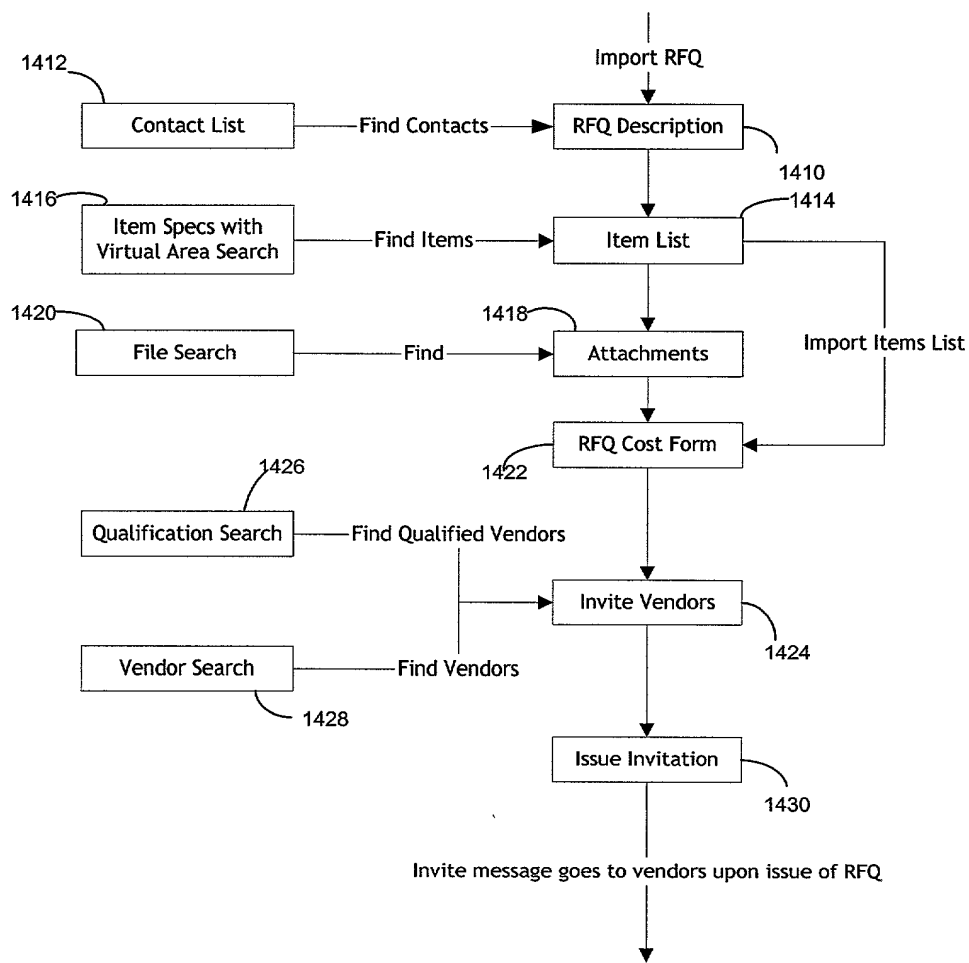 Import RFQ
1412
Contact List
Find Contacts
RFQ Description
1410
1416
Item Specs with
Virtual Area Search
Find Items
Item List
1414
1420
File Search
Find
1418
Attachments
Import Items List
RFQ Cost Form
1422
1426
Qualification Search
Find Qualified Vendors
Invite Vendors
1424
Vendor Search
Find Vendors
1428
Issue Invitation
1430
Invite message goes to vendors upon issue of RFQ